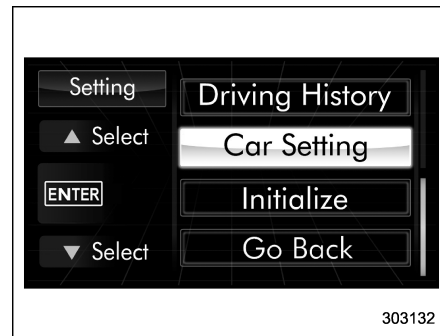 Setting
▲ Select
ENTER
▼ Select
Driving History
Car Setting
Initialize
Go Back
303132